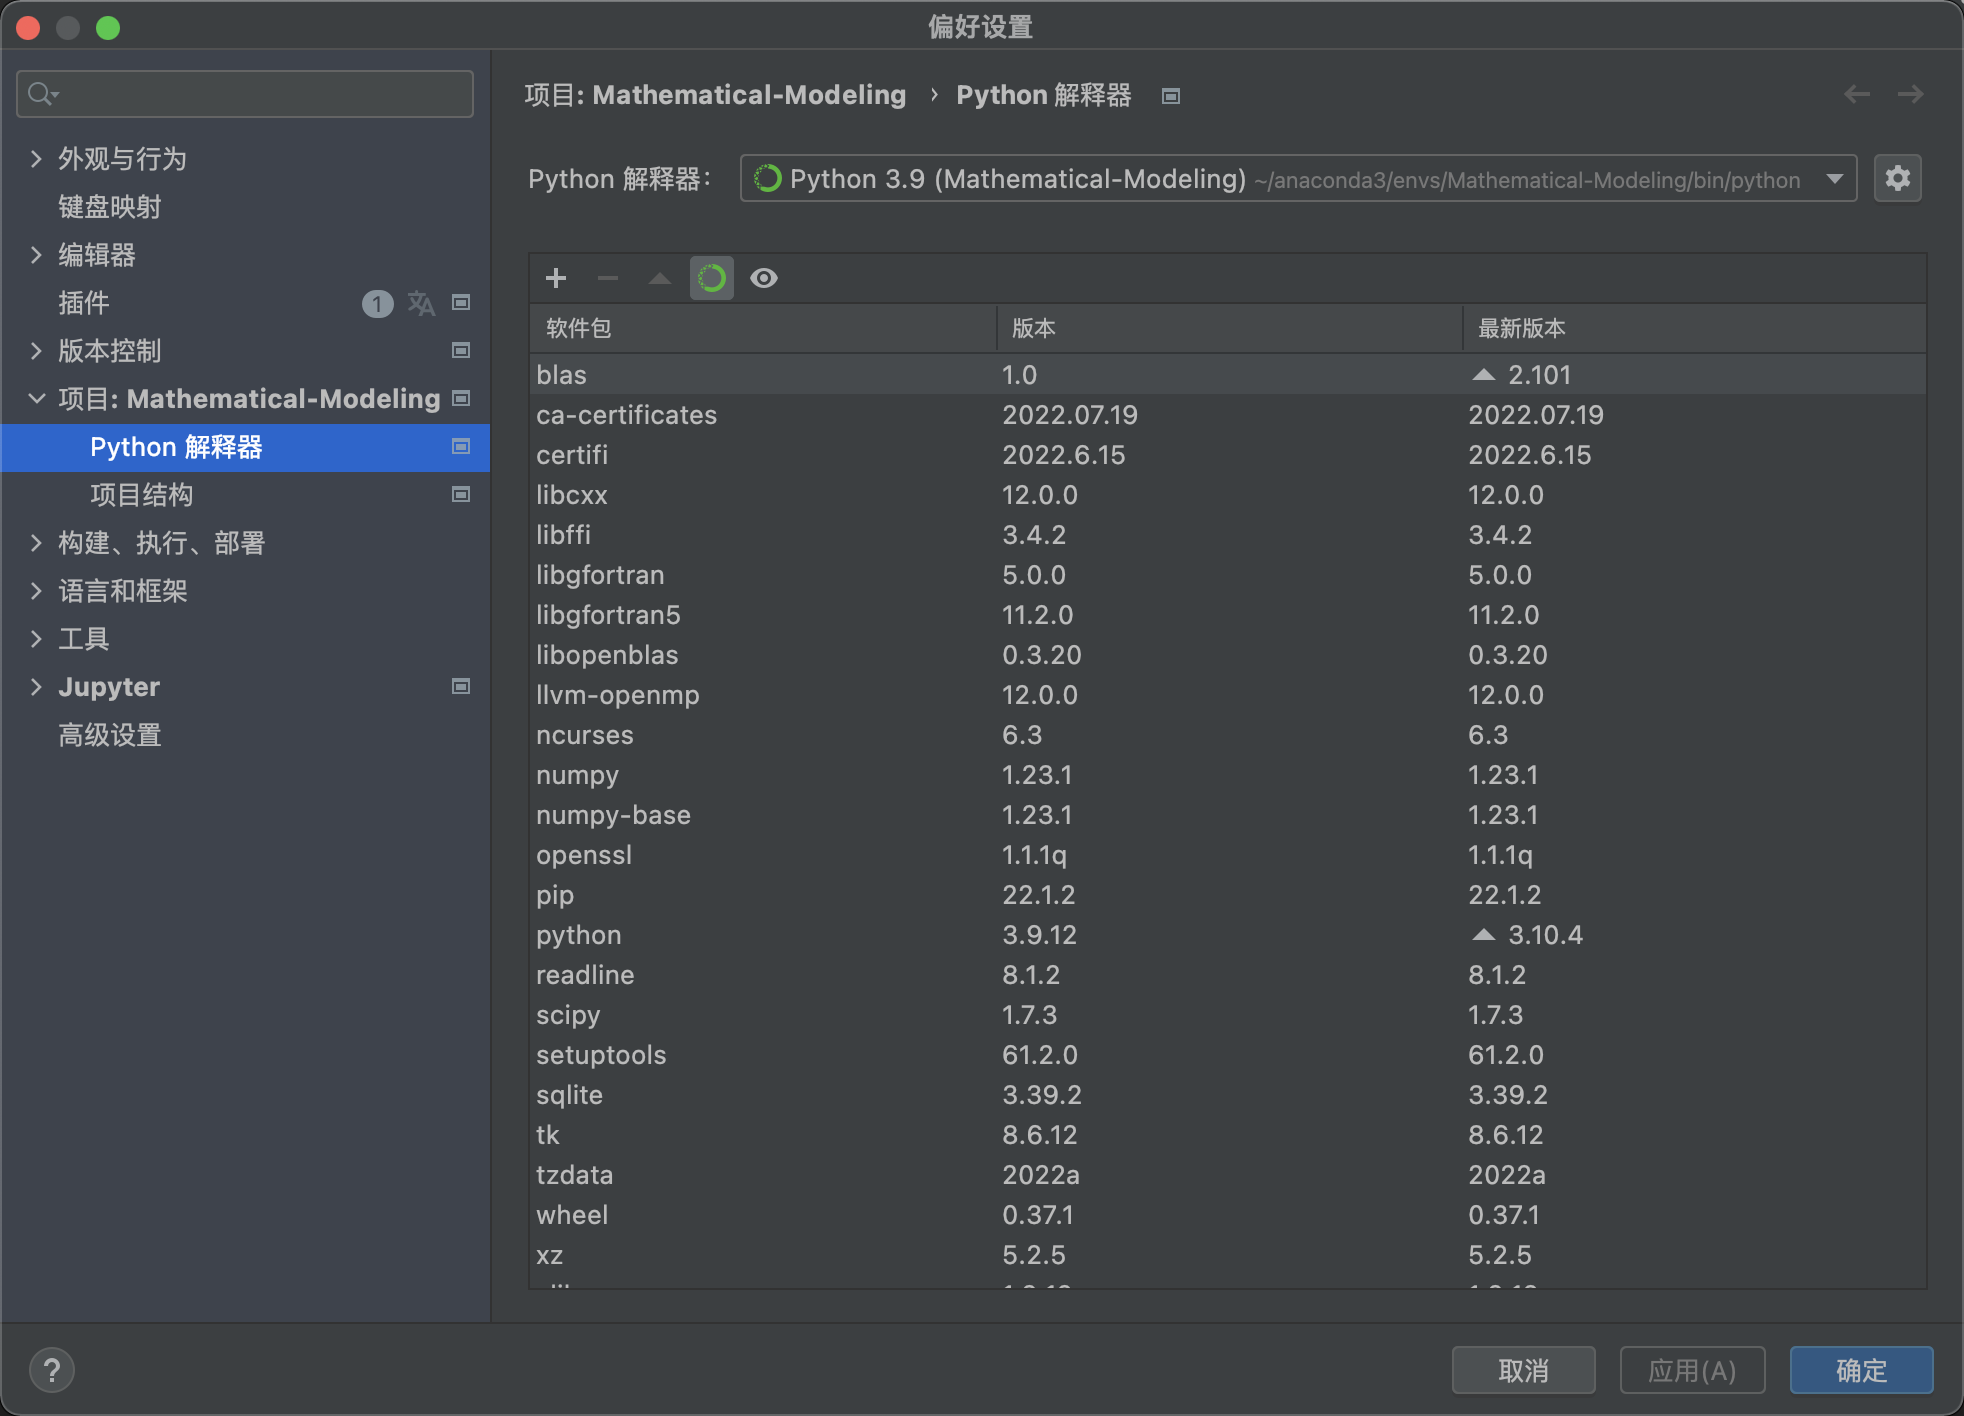 偏好设置
外观与行为
键盘映射
编辑器
插件 1
版本控制
项目: Mathematical-Modeling
Python 解释器
项目结构
构建、执行、部署
语言和框架
工具
Jupyter
高级设置
项目: Mathematical-Modeling › Python 解释器
Python 解释器: Python 3.9 (Mathematical-Modeling) ~/anaconda3/envs/Mathematical-Modeling/bin/python
软件包 版本 最新版本
blas 1.0 2.101
ca-certificates 2022.07.19 2022.07.19
certifi 2022.6.15 2022.6.15
libcxx 12.0.0 12.0.0
libffi 3.4.2 3.4.2
libgfortran 5.0.0 5.0.0
libgfortran5 11.2.0 11.2.0
libopenblas 0.3.20 0.3.20
llvm-openmp 12.0.0 12.0.0
ncurses 6.3 6.3
numpy 1.23.1 1.23.1
numpy-base 1.23.1 1.23.1
openssl 1.1.1q 1.1.1q
pip 22.1.2 22.1.2
python 3.9.12 3.10.4
readline 8.1.2 8.1.2
scipy 1.7.3 1.7.3
setuptools 61.2.0 61.2.0
sqlite 3.39.2 3.39.2
tk 8.6.12 8.6.12
tzdata 2022a 2022a
wheel 0.37.1 0.37.1
xz 5.2.5 5.2.5
?
取消 应用(A) 确定